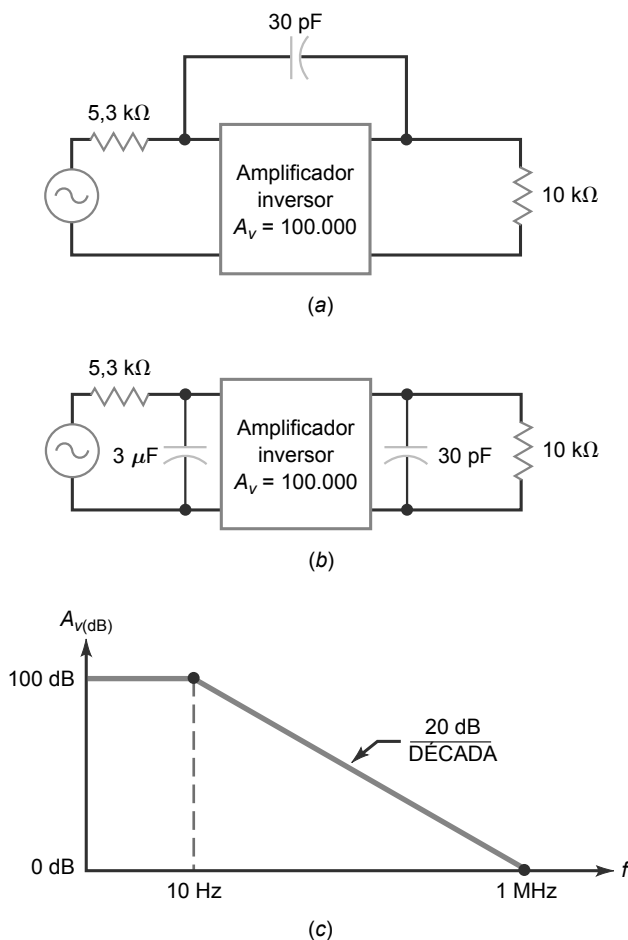 30 pF
5,3 kΩ
Amplificador
inversor
A_v = 100.000
10 kΩ
(a)
5,3 kΩ
3 μF
Amplificador
inversor
A_v = 100.000
30 pF
10 kΩ
(b)
A_v(dB)
100 dB
20 dB
DÉCADA
0 dB
f
10 Hz
1 MHz
(c)